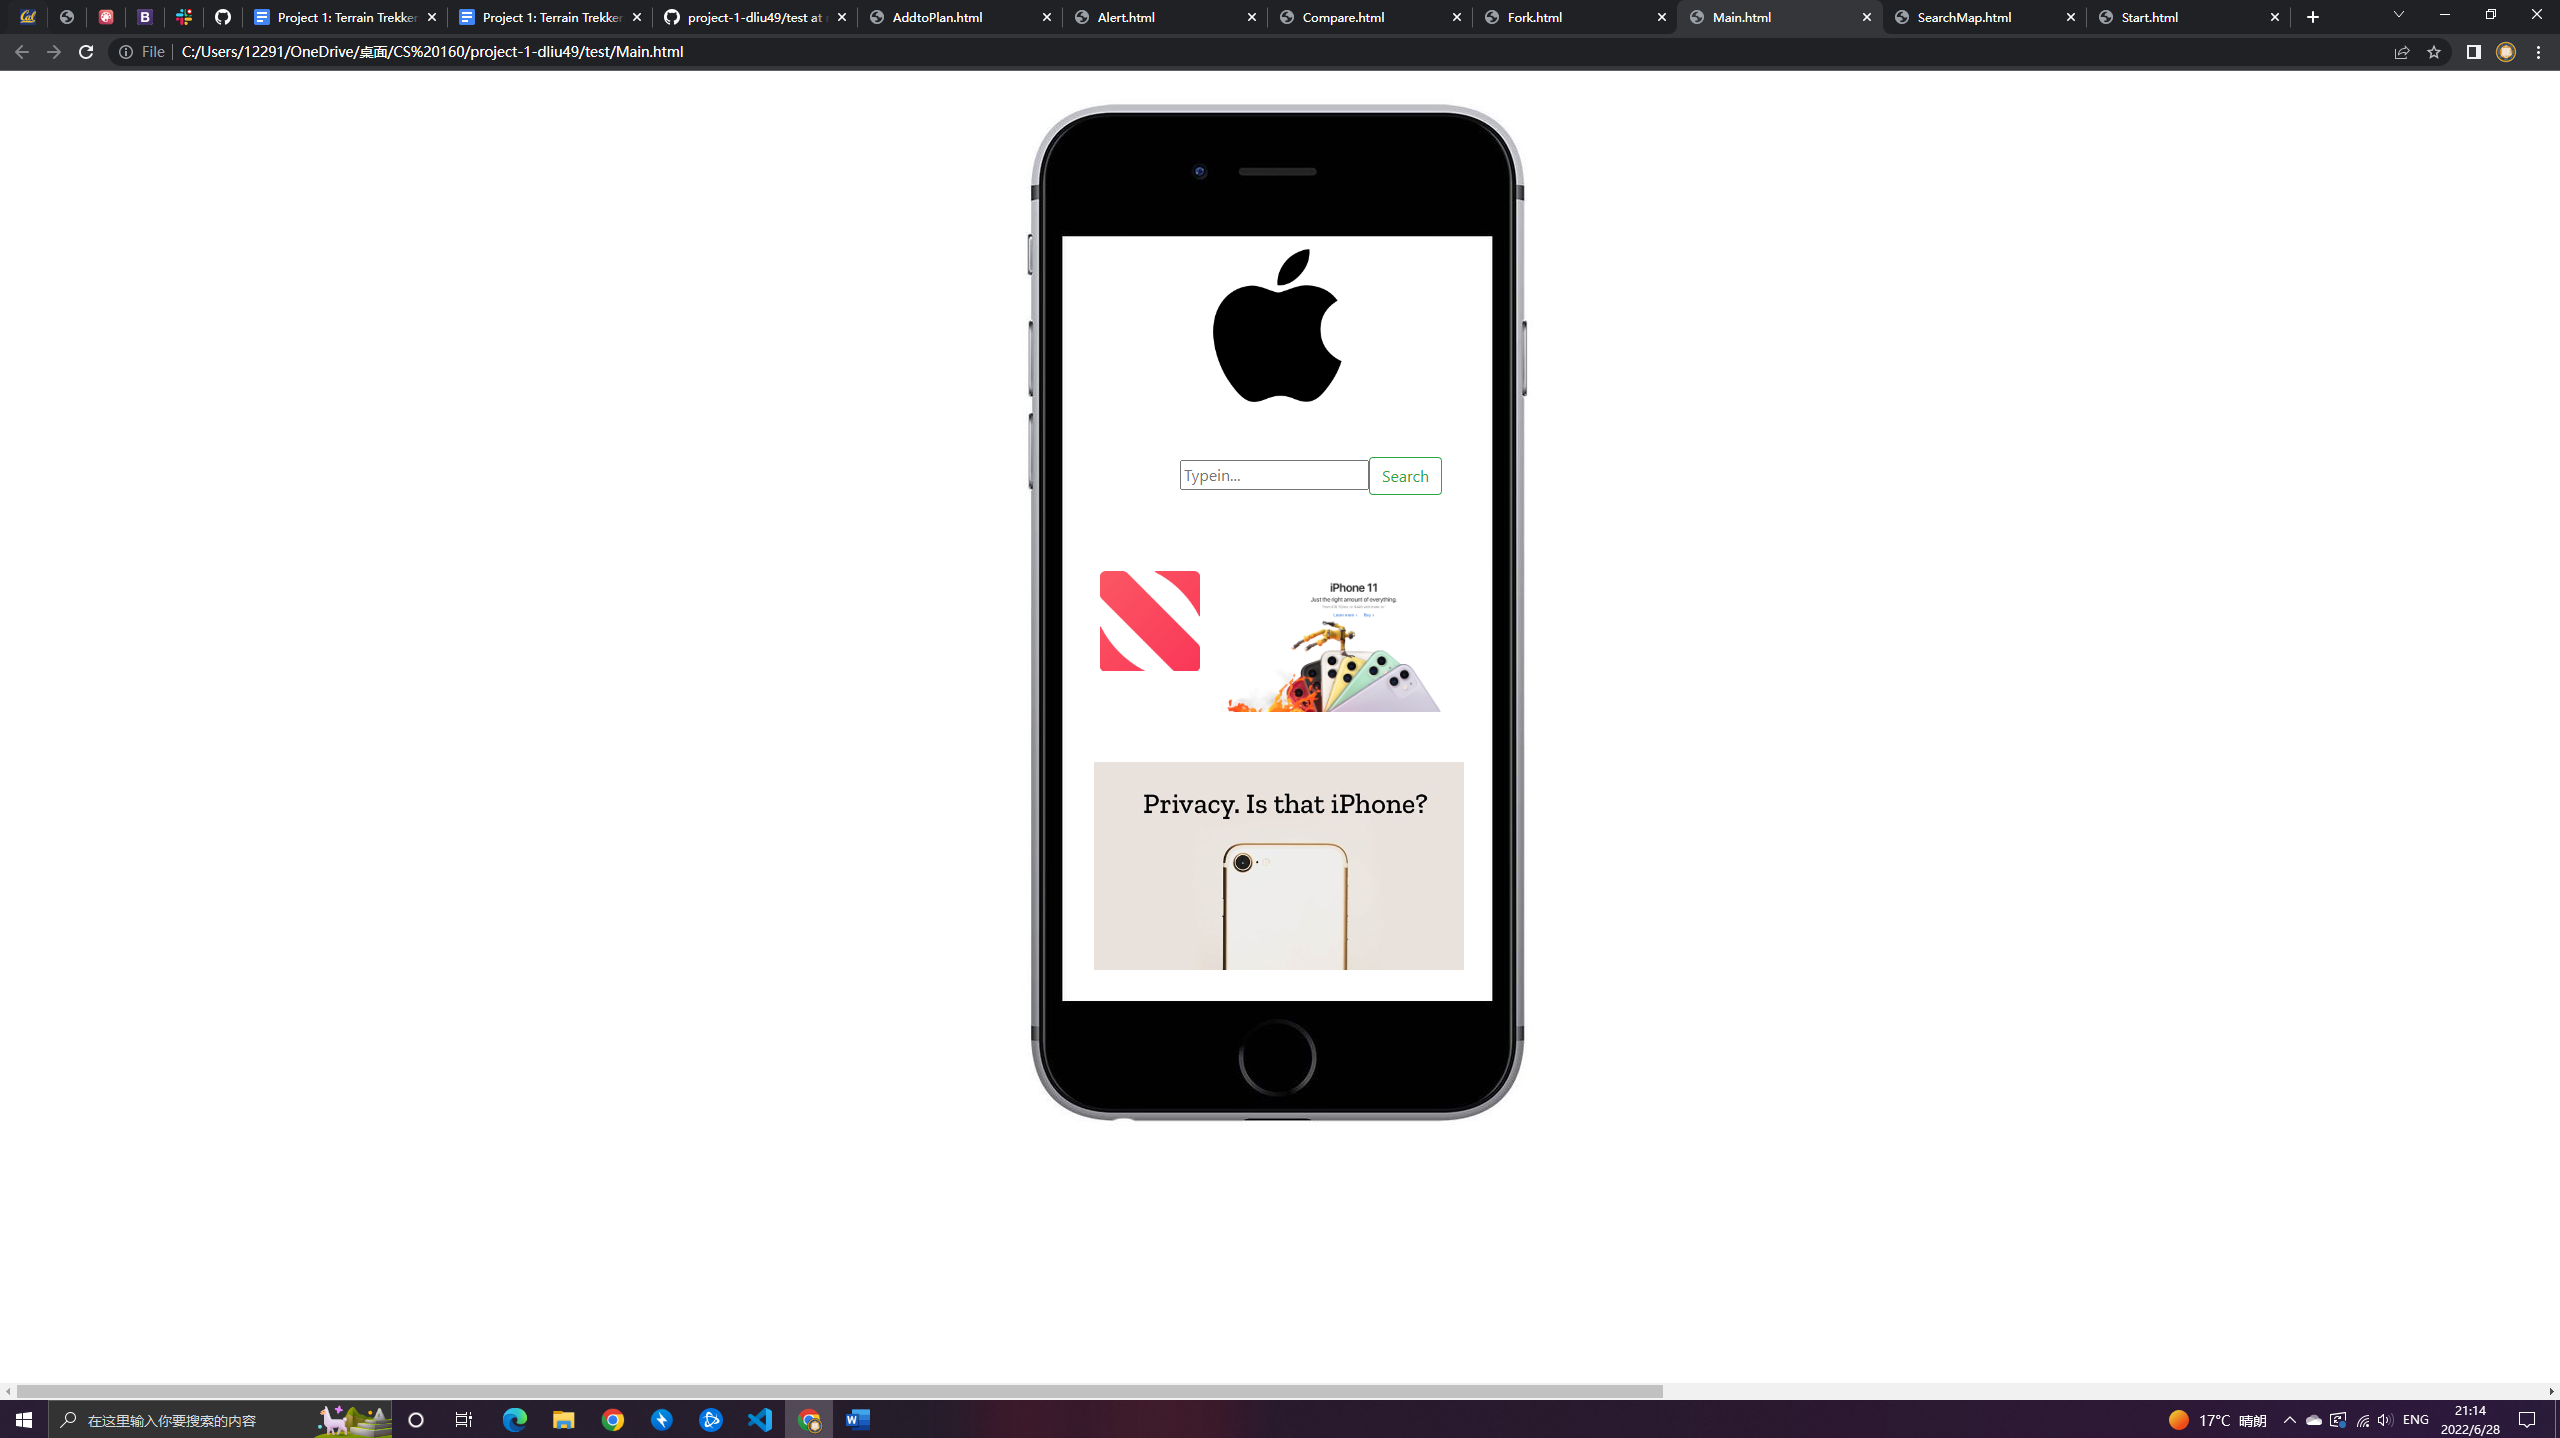 Cal
B
Project 1: Terrain Trekker
Project 1: Terrain Trekker
project-1-dliu49/test at
AddtoPlan.html
Alert.html
Compare.html
Fork.html
Main.html
SearchMap.html
Start.html
File
C:/Users/12291/OneDrive/桌面/CS%20160/project-1-dliu49/test/Main.html
Typein...
Search
iPhone 11
Just the right amount of everything.
Learn more >
Buy >
Privacy. Is that iPhone?
在这里输入你要搜索的内容
W
17°C 晴朗
ENG
21:14
2022/6/28